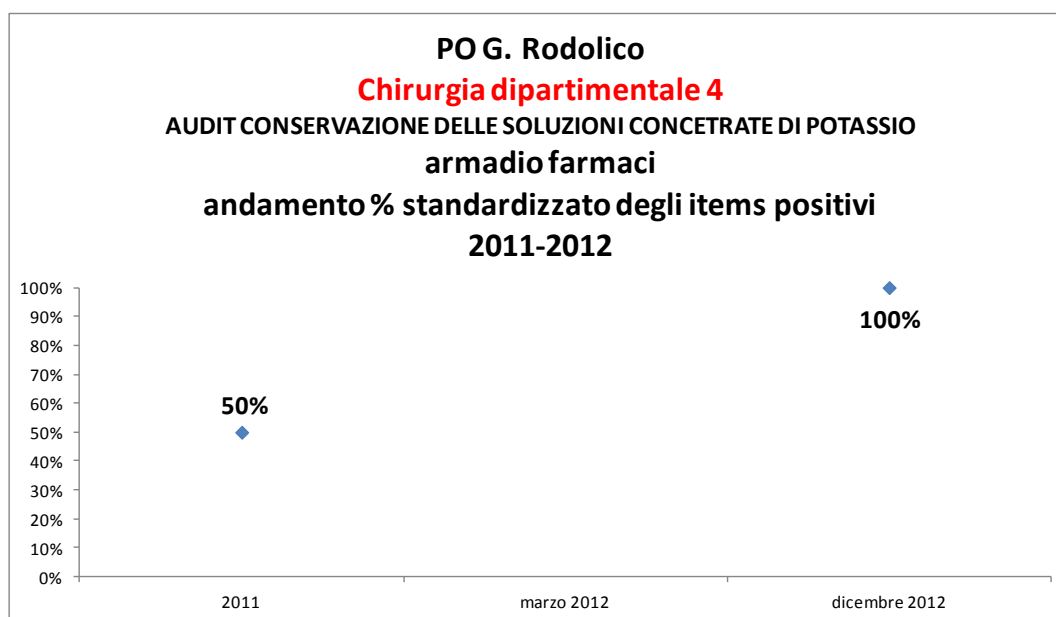 PO G. Rodolico
Chirurgia dipartimentale 4
AUDIT CONSERVAZIONE DELLE SOLUZIONI CONCETRATE DI POTASSIO
armadio farmaci
andamento % standardizzato degli items positivi
2011-2012
100%
90%
80%
70%
60%
50%
40%
30%
20%
10%
0%
50%
100%
2011
marzo 2012
dicembre 2012